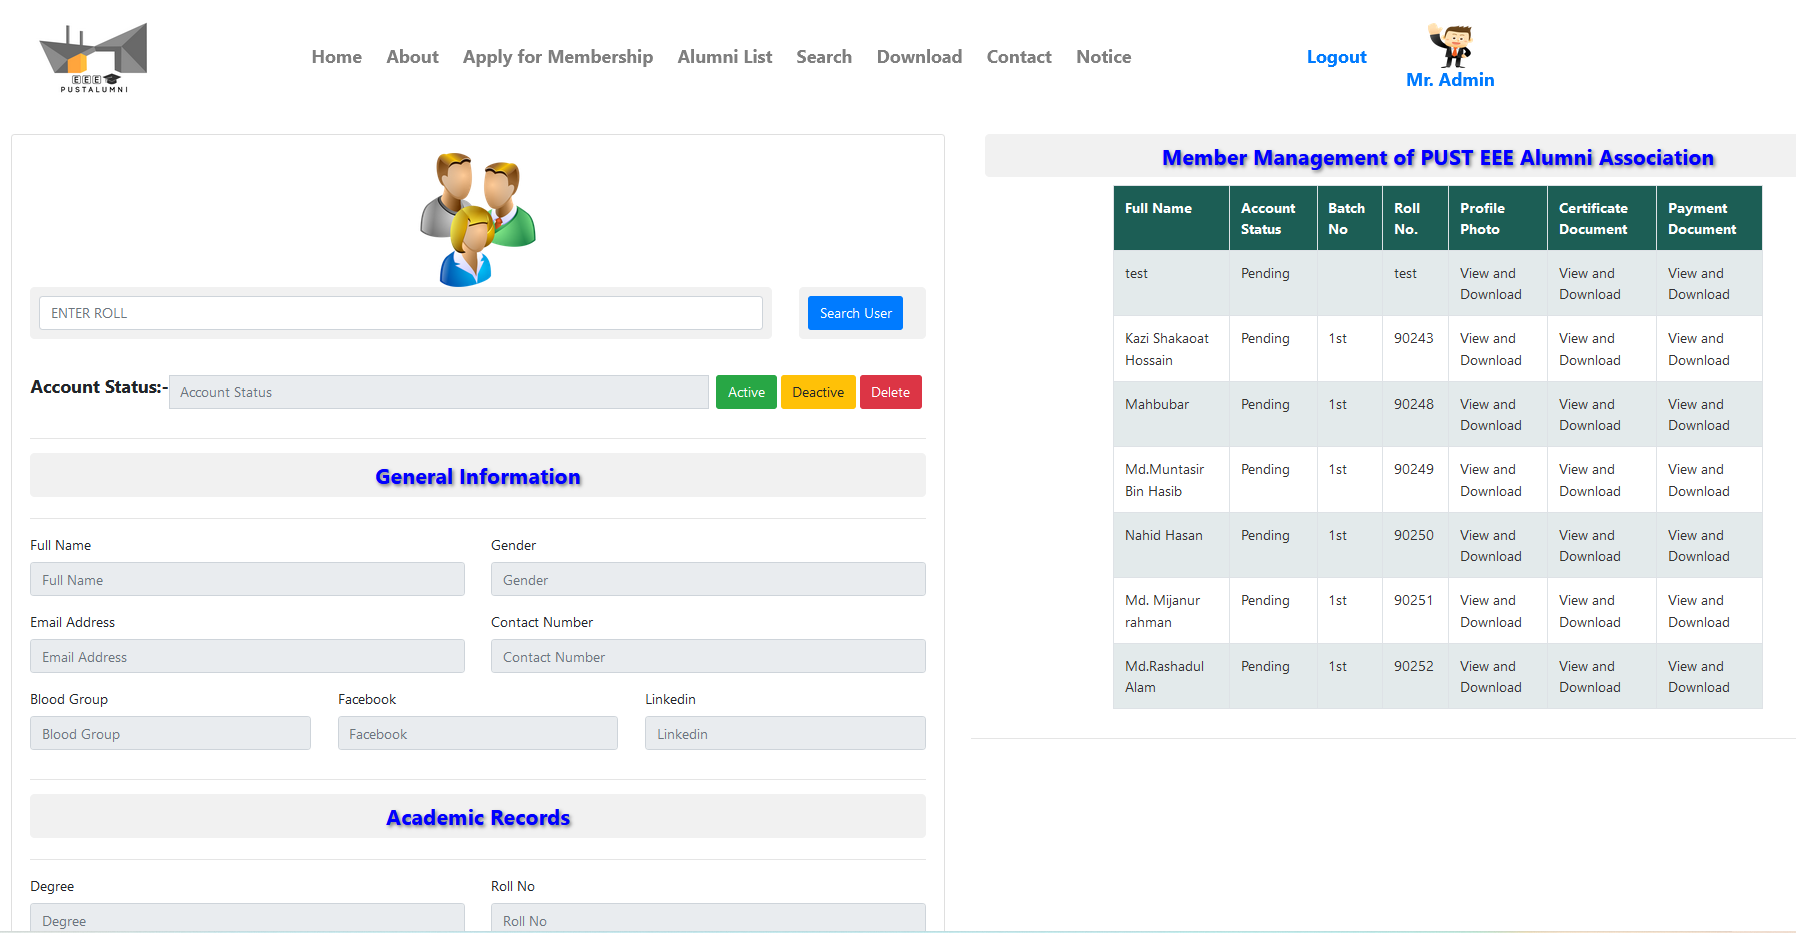 EEE
PUSTALUMNI
Home About Apply for Membership Alumni List Search Download Contact Notice
Logout
Mr. Admin
ENTER ROLL
Search User
Account Status:-
Account Status
Active
Deactive
Delete
General Information
Full Name
Gender
Full Name
Gender
Email Address
Contact Number
Email Address
Contact Number
Blood Group
Facebook
Linkedin
Blood Group
Facebook
Linkedin
Academic Records
Degree
Roll No
Degree
Roll No
Member Management of PUST EEE Alumni Association
Full Name
Account
Status
Batch
No
Roll
No.
Profile
Photo
Certificate
Document
Payment
Document
test
Pending
test
View and
Download
View and
Download
View and
Download
Kazi Shakaoat
Hossain
Pending
1st
90243
View and
Download
View and
Download
View and
Download
Mahbubar
Pending
1st
90248
View and
Download
View and
Download
View and
Download
Md.Muntasir
Bin Hasib
Pending
1st
90249
View and
Download
View and
Download
View and
Download
Nahid Hasan
Pending
1st
90250
View and
Download
View and
Download
View and
Download
Md. Mijanur
rahman
Pending
1st
90251
View and
Download
View and
Download
View and
Download
Md.Rashadul
Alam
Pending
1st
90252
View and
Download
View and
Download
View and
Download